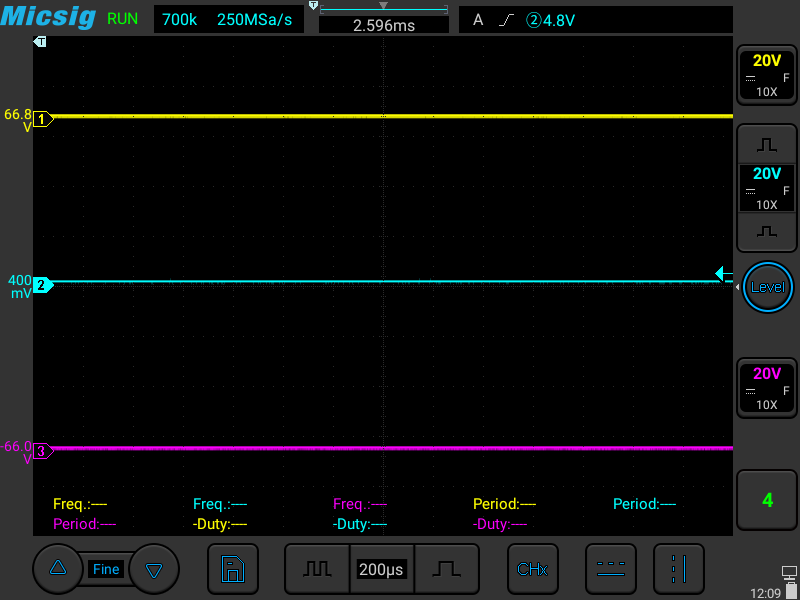 Micsig RUN 700k 250MSa/s T 2.596ms A ②4.8V
T
20V
F
10X
66.8
V
1
20V
F
10X
400
mV
2
Level
20V
F
10X
-66.0
V
3
4
Freq.:---- Freq.:---- Freq.:---- Period:---- Period:----
Period:---- -Duty:---- -Duty:---- -Duty:----
Fine 200µs CHx
12:09